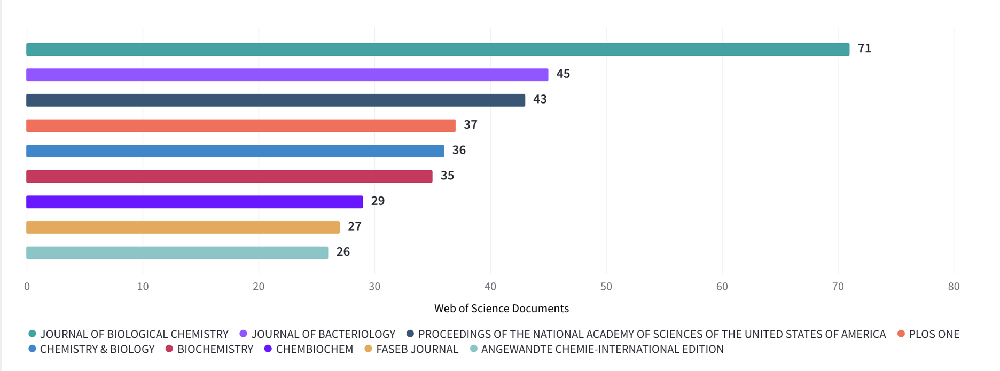 71
45
43
37
36
35
29
27
26
0 10 20 30 40 50 60 70 80
Web of Science Documents
JOURNAL OF BIOLOGICAL CHEMISTRY JOURNAL OF BACTERIOLOGY PROCEEDINGS OF THE NATIONAL ACADEMY OF SCIENCES OF THE UNITED STATES OF AMERICA PLOS ONE
CHEMISTRY & BIOLOGY BIOCHEMISTRY CHEMBIOCHEM FASEB JOURNAL ANGEWANDTE CHEMIE-INTERNATIONAL EDITION